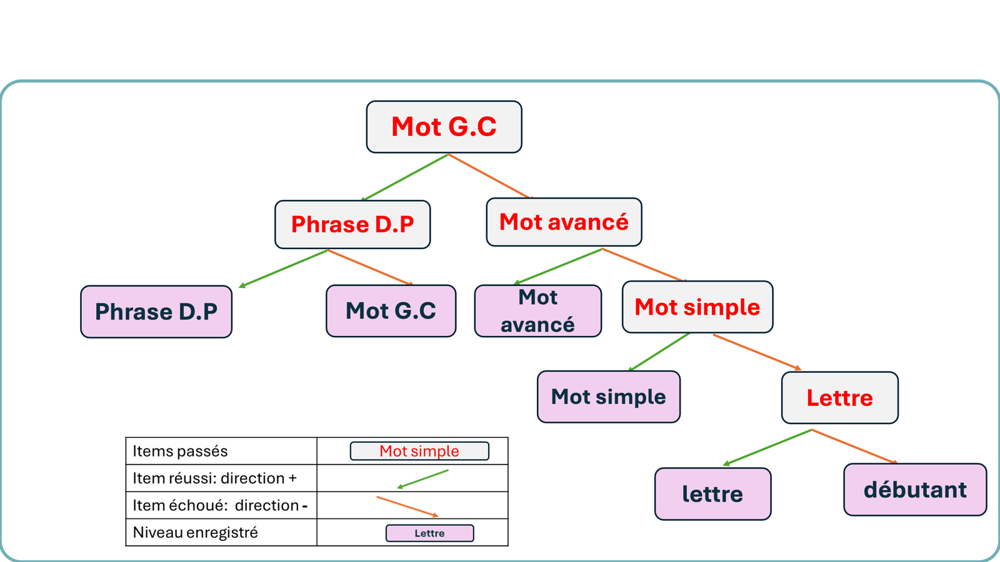 Mot G.C
Phrase D.P
Mot avancé
Phrase D.P
Mot G.C
Mot
avancé
Mot simple
Mot simple
Lettre
lettre
débutant
Items passés
Mot simple
Item réussi: direction +
Item échoué: direction -
Niveau enregistré
Lettre